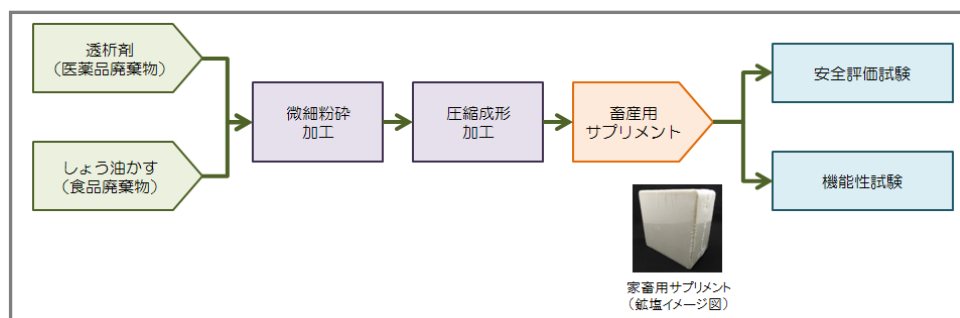 透析剤
（医薬品廃棄物）
しょう油かす
（食品廃棄物）
微細粉砕
加工
圧縮成形
加工
畜産用
サプリメント
安全評価試験
機能性試験
家畜用サプリメント
（鉱塩イメージ図）